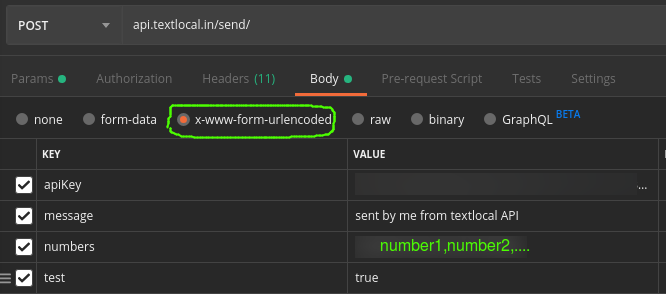 POST api.textlocal.in/send/
Params Authorization Headers (11) Body Pre-request Script Tests Settings
none form-data x-www-form-urlencoded raw binary GraphQL BETA
KEY VALUE
apiKey ...
message sent by me from textlocal API
numbers number1,number2,....
test true